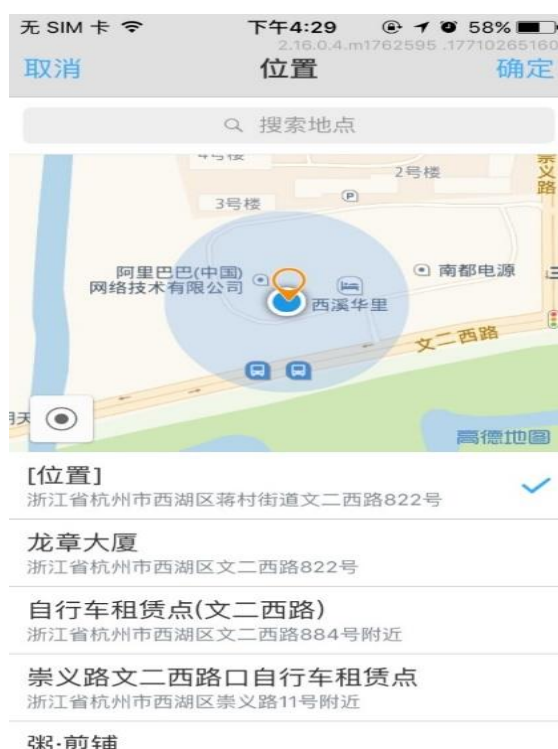 无 SIM 卡 下午4:29 58%
2.16.0.4.m1762595 .17710265160
取消 位置 确定
搜索地点
4号楼
2号楼
崇义路
3号楼
P
阿里巴巴(中国)
网络技术有限公司
南都电源
西溪华里
文二西路
高德地图
[位置]
浙江省杭州市西湖区蒋村街道文二西路822号
龙章大厦
浙江省杭州市西湖区文二西路822号
自行车租赁点(文二西路)
浙江省杭州市西湖区文二西路884号附近
崇义路文二西路口自行车租赁点
浙江省杭州市西湖区崇义路11号附近
粥·前铺